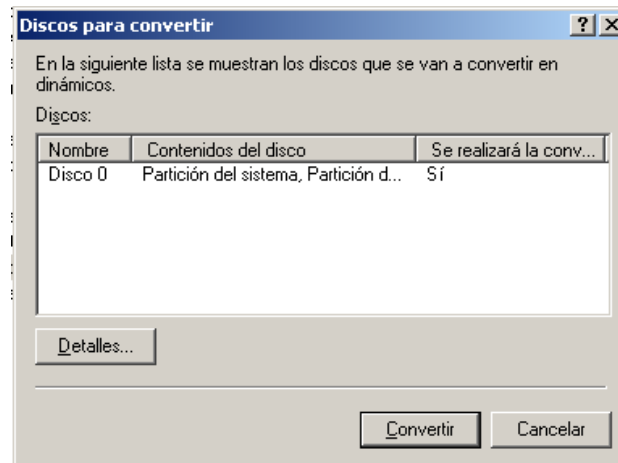 Discos para convertir
En la siguiente lista se muestran los discos que se van a convertir en
dinámicos.
Discos:
Nombre Contenidos del disco Se realizará la conv...
Disco 0 Partición del sistema, Partición d... Sí
Detalles...
Convertir Cancelar